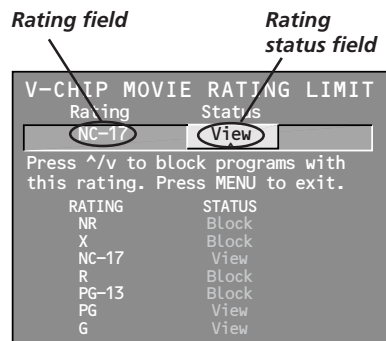 Rating field
Rating
status field
V-CHIP MOVIE RATING LIMIT
Rating Status
NC-17 View
Press ^/v to block programs with
this rating. Press MENU to exit.
RATING STATUS
NR Block
X Block
NC-17 View
R Block
PG-13 Block
PG View
G View